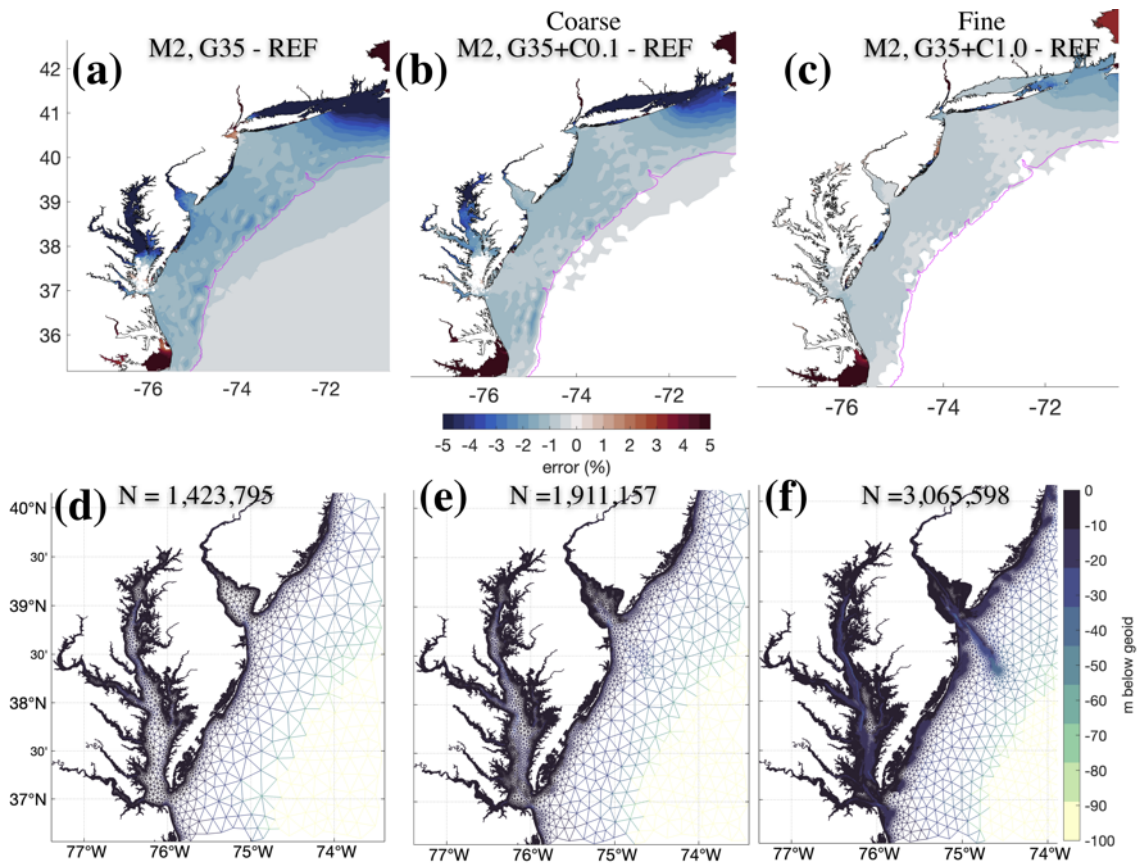 Coarse
Fine
(a) M2, G35 - REF
(b) M2, G35+C0.1 - REF
(c) M2, G35+C1.0 - REF
42
41
40
39
38
37
36
-76 -74 -72
-76 -74 -72
-76 -74 -72
-5 -4 -3 -2 -1 0 1 2 3 4 5
error (%)
(d) N = 1,423,795
(e) N =1,911,157
(f) N =3,065,598
40°N
30'
39°N
30'
38°N
30'
37°N
77°W 76°W 75°W 74°W
77°W 76°W 75°W 74°W
77°W 76°W 75°W 74°W
0
-10
-20
-30
-40
-50
-60
-70
-80
-90
-100
m below geoid